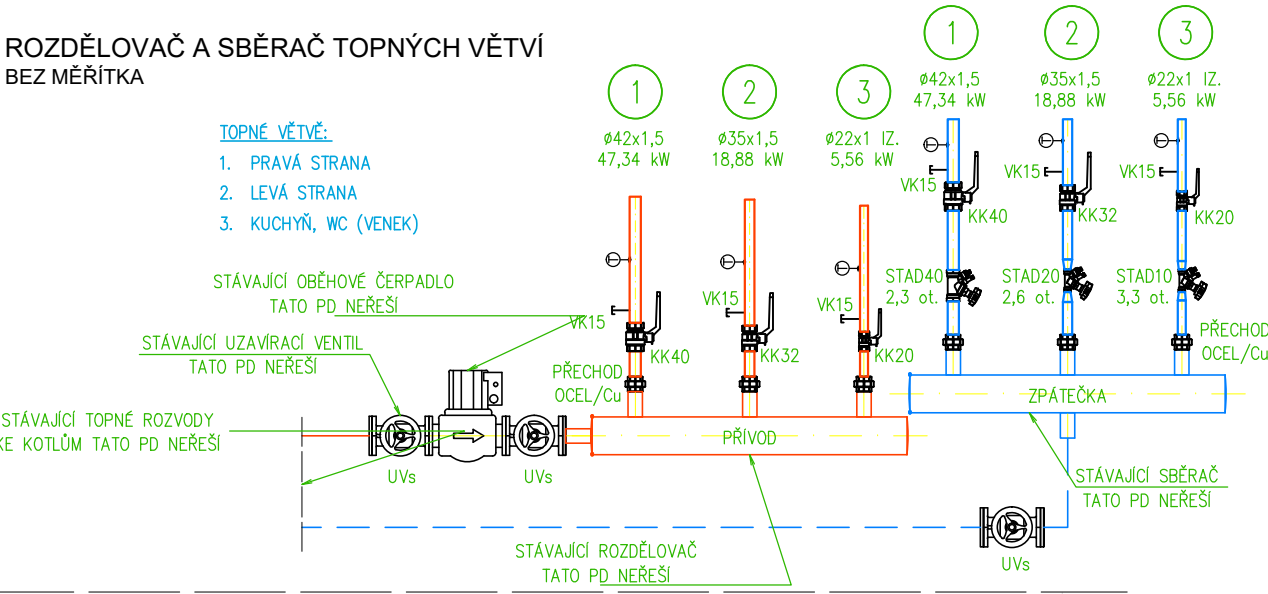 ROZDĚLOVAČ A SBĚRAČ TOPNÝCH VĚTVÍ
BEZ MĚŘÍTKA
TOPNÉ VĚTVĚ:
1. PRAVÁ STRANA
2. LEVÁ STRANA
3. KUCHYŇ, WC (VENEK)
1
ø42x1,5
47,34 kW
2
ø35x1,5
18,88 kW
3
ø22x1 IZ.
5,56 kW
1
ø42x1,5
47,34 kW
2
ø35x1,5
18,88 kW
3
ø22x1 IZ.
5,56 kW
VK15
KK40
VK15
KK32
VK15
KK20
STAD40
2,3 ot.
STAD20
2,6 ot.
STAD10
3,3 ot.
PŘECHOD
OCEL/Cu
ZPÁTEČKA
STÁVAJÍCÍ OBĚHOVÉ ČERPADLO
TATO PD NEŘEŠÍ
STÁVAJÍCÍ UZAVÍRACÍ VENTIL
TATO PD NEŘEŠÍ
STÁVAJÍCÍ TOPNÉ ROZVODY
KE KOTLŮM TATO PD NEŘEŠÍ
VK15
KK40
VK15
KK32
VK15
KK20
PŘECHOD
OCEL/Cu
PŘÍVOD
UVs
UVs
STÁVAJÍCÍ SBĚRAČ
TATO PD NEŘEŠÍ
STÁVAJÍCÍ ROZDĚLOVAČ
TATO PD NEŘEŠÍ
UVs